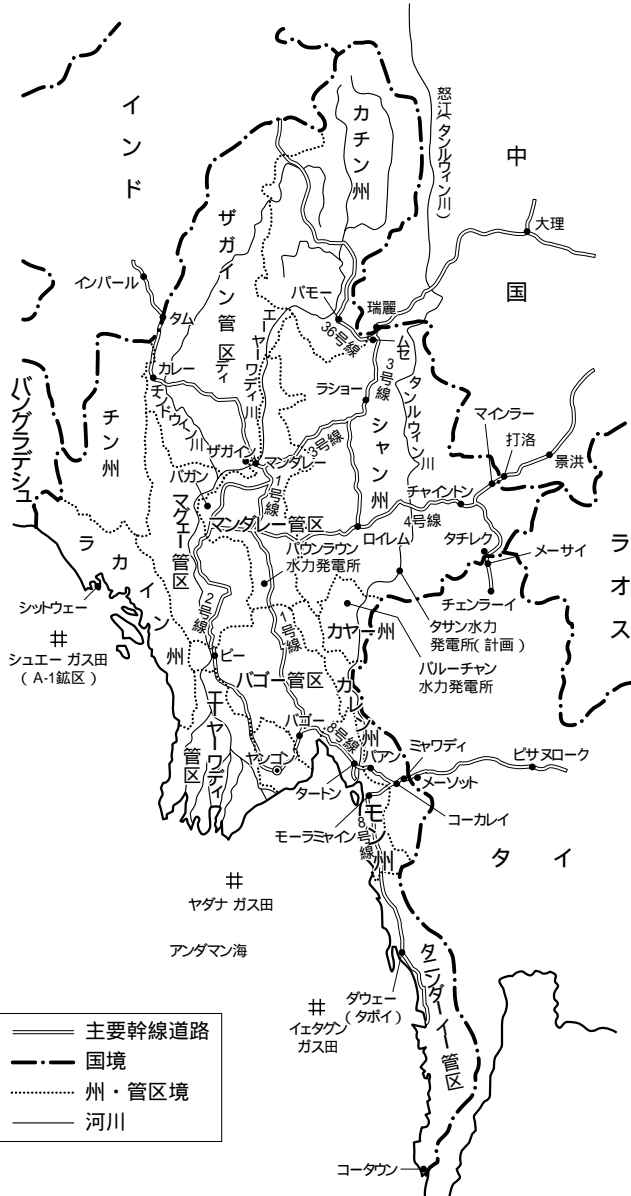 インド
カチン州
怒江(タンルウィン川)
中国
大理
ザガイン管区
インパール
タム
バモー
瑞麗
36号線
ムセ
エーヤーワディ川
3号線
カレー
チンドウィン川
ラショー
タンルウィン川
バングラデシュ
チン州
マインラー
打洛
景洪
ザガイン
マンダレー
3号線
シャン州
バガン
1号線
チャイントン
マグェー管区
マンダレー管区
4号線
ロイレム
タチレク
メーサイ
ラオス
ラカイン州
パウンラウン
水力発電所
チェンラーイ
シットウェー
2号線
カヤー州
タサン水力
発電所(計画)
シュエー ガス田
(A-1鉱区)
1号線
バルーチャン
水力発電所
ピー
バゴー管区
カレン州
エーヤーワディ管区
バゴー
8号線
パアン
ミャワディ
ピサヌローク
ヤンゴン
メーソット
タートン
コーカレイ
モーラミャイン
モン州
8号線
タイ
ヤダナ ガス田
アンダマン海
タニンダーイー管区
ダウェー
(タボイ)
イェタグン
ガス田
主要幹線道路
国境
州・管区境
河川
コータウン